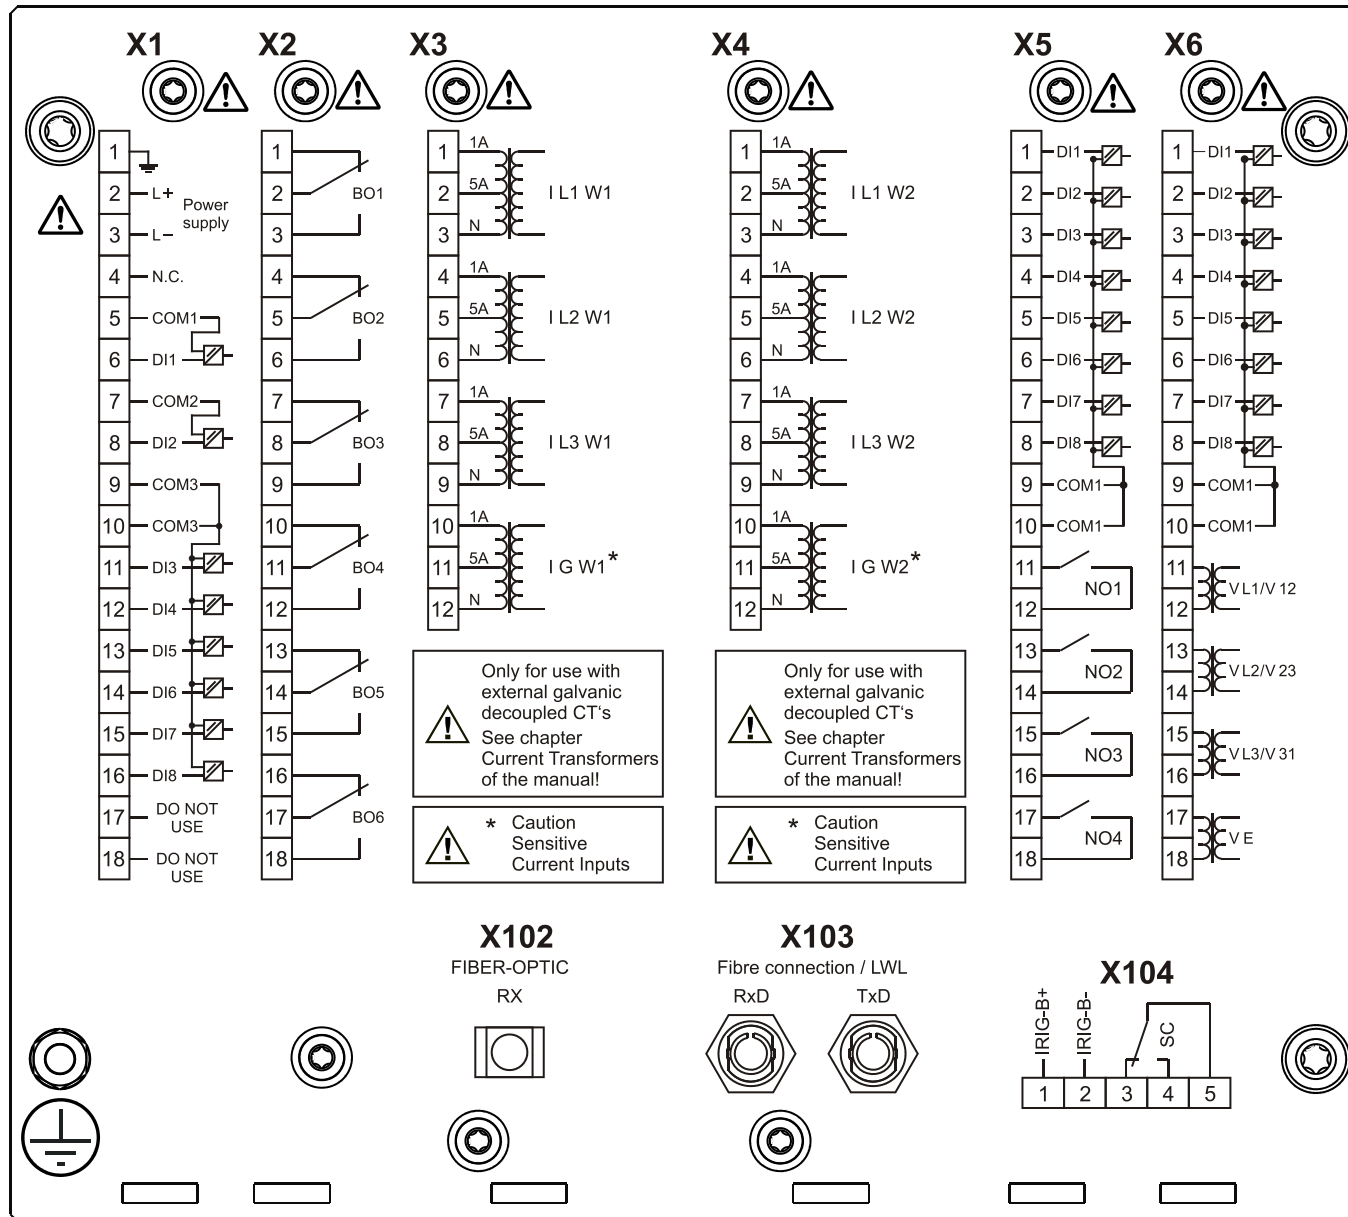 X1
1
2 L+ Power
3 L− supply
4 N.C.
5 COM1
6 DI1
7 COM2
8 DI2
9 COM3
10 COM3
11 DI3
12 DI4
13 DI5
14 DI6
15 DI7
16 DI8
17 DO NOT
USE
18 DO NOT
USE
X2
1
2 BO1
3
4
5 BO2
6
7
8 BO3
9
10
11 BO4
12
13
14 BO5
15
16
17 BO6
18
X3
1 1A
2 5A I L1 W1
3 N
4 1A
5 5A I L2 W1
6 N
7 1A
8 5A I L3 W1
9 N
10 1A
11 5A I G W1*
12 N
Only for use with
external galvanic
decoupled CT‘s
See chapter
Current Transformers
of the manual!
* Caution
Sensitive
Current Inputs
X4
1 1A
2 5A I L1 W2
3 N
4 1A
5 5A I L2 W2
6 N
7 1A
8 5A I L3 W2
9 N
10 1A
11 5A I G W2*
12 N
Only for use with
external galvanic
decoupled CT‘s
See chapter
Current Transformers
of the manual!
* Caution
Sensitive
Current Inputs
X5
1 DI1
2 DI2
3 DI3
4 DI4
5 DI5
6 DI6
7 DI7
8 DI8
9 COM1
10 COM1
11
NO1
12
13
NO2
14
15
NO3
16
17
NO4
18
X6
1 DI1
2 DI2
3 DI3
4 DI4
5 DI5
6 DI6
7 DI7
8 DI8
9 COM1
10 COM1
11
V L1/V 12
12
13
V L2/V 23
14
15
V L3/V 31
16
17
V E
18
X102
FIBER-OPTIC
RX
X103
Fibre connection / LWL
RxD TxD
X104
IRIG-B+
IRIG-B-
SC
1 2 3 4 5